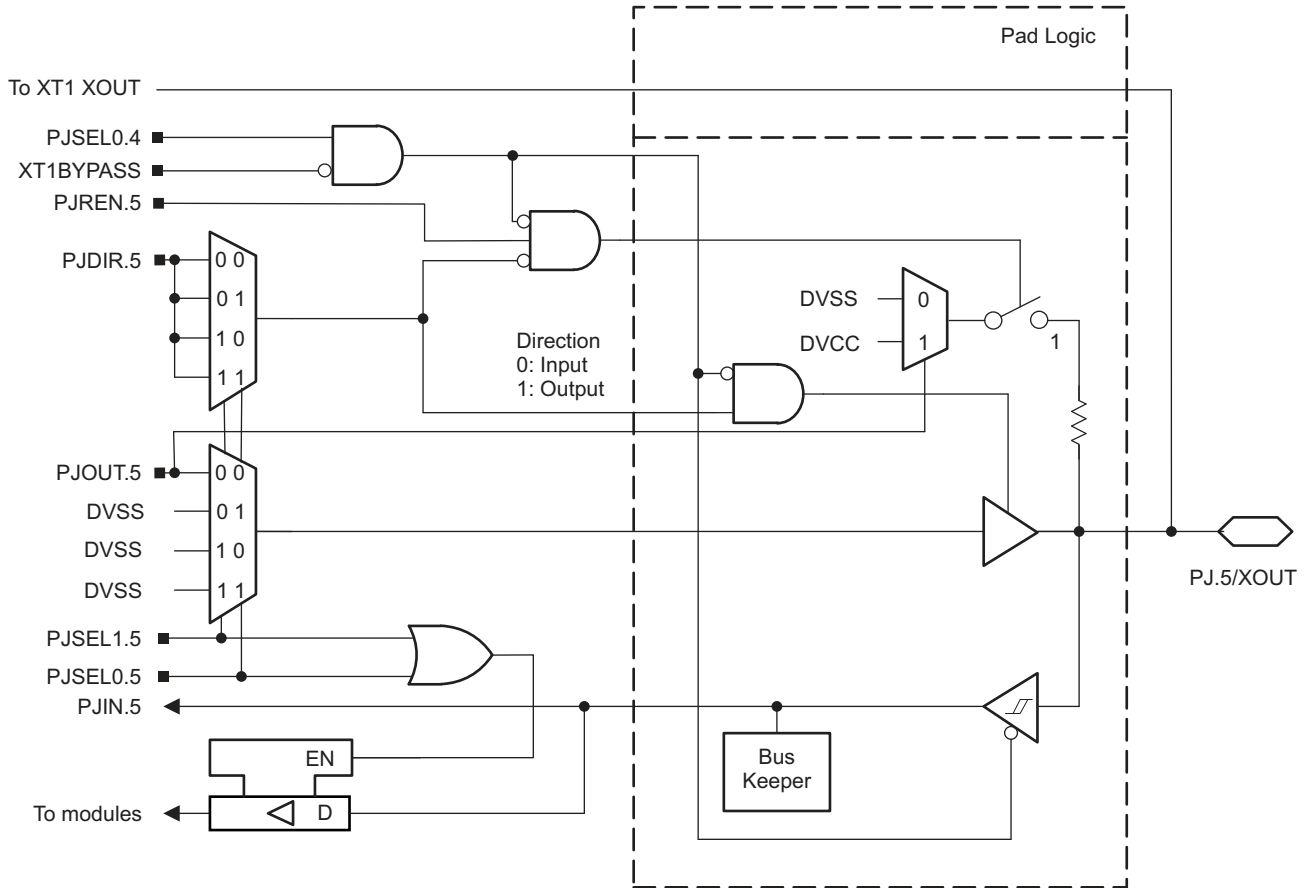 Pad Logic
To XT1 XOUT
PJSEL0.4
XT1BYPASS
PJREN.5
PJDIR.5
0 0
0 1
1 0
1 1
Direction
0: Input
1: Output
DVSS
0
DVCC
1
1
PJOUT.5
0 0
DVSS
0 1
DVSS
1 0
DVSS
1 1
PJ.5/XOUT
PJSEL1.5
PJSEL0.5
PJIN.5
Bus
Keeper
EN
To modules
D